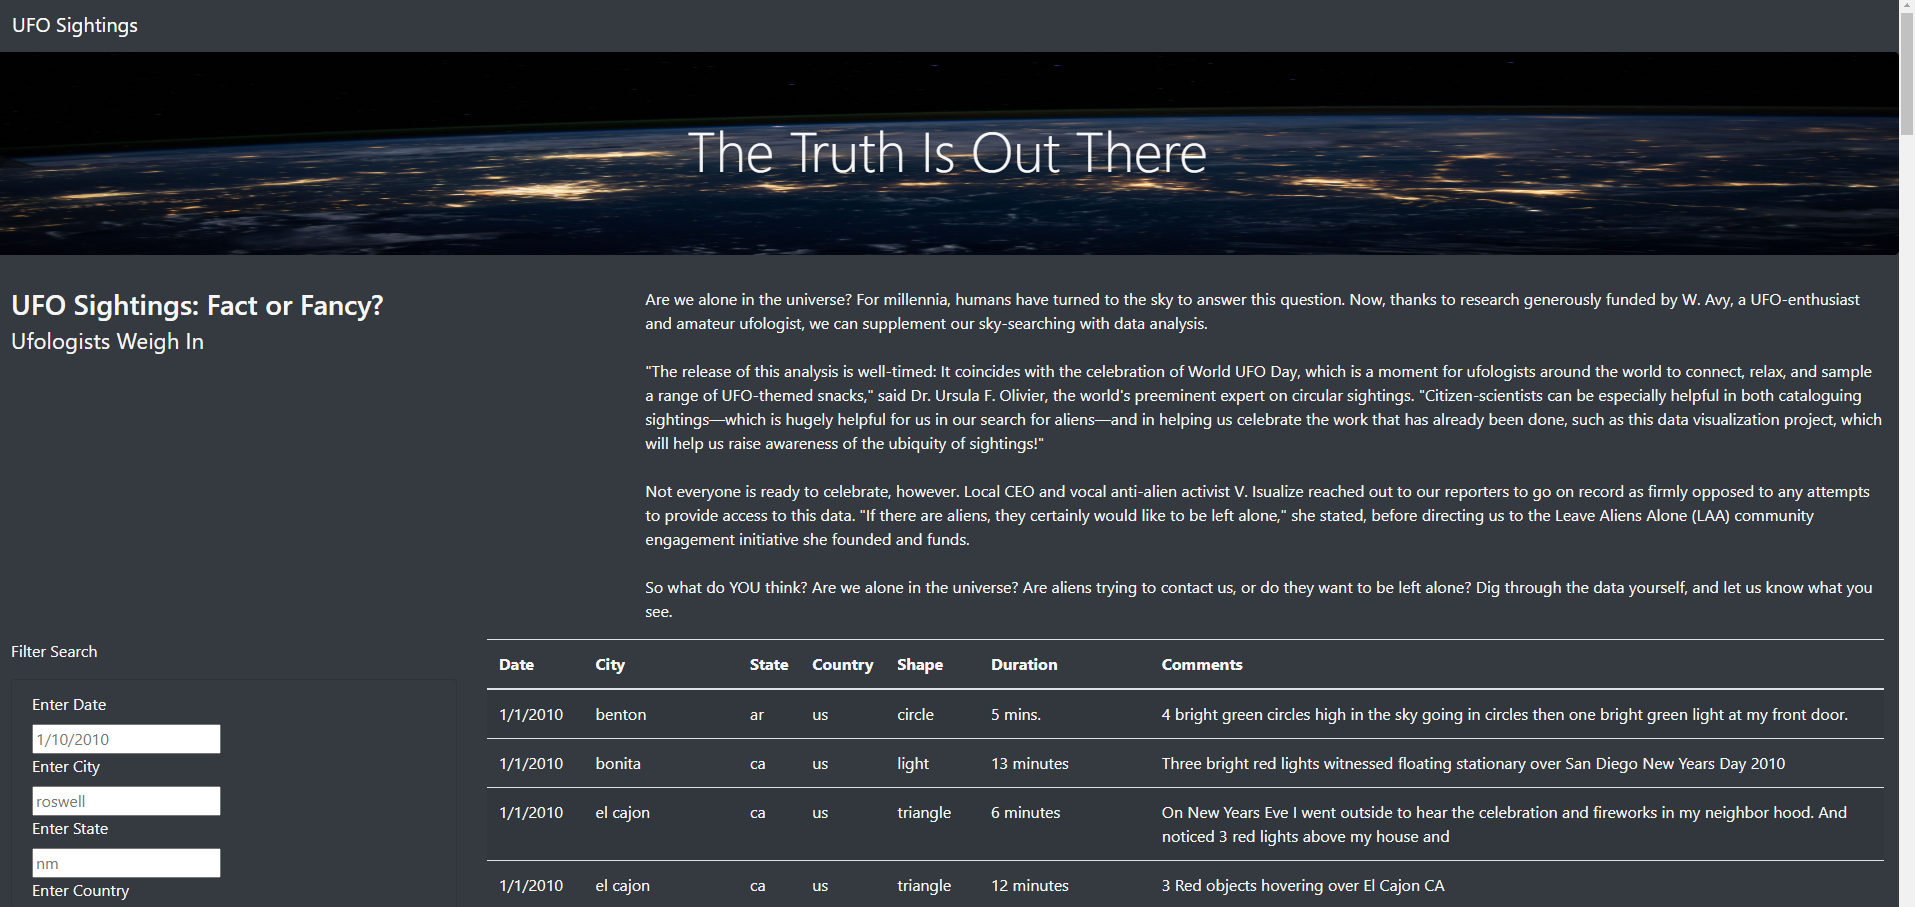 UFO Sightings
The Truth Is Out There
UFO Sightings: Fact or Fancy?
Ufologists Weigh In
Are we alone in the universe? For millennia, humans have turned to the sky to answer this question. Now, thanks to research generously funded by W. Avy, a UFO-enthusiast
and amateur ufologist, we can supplement our sky-searching with data analysis.
"The release of this analysis is well-timed: It coincides with the celebration of World UFO Day, which is a moment for ufologists around the world to connect, relax, and sample
a range of UFO-themed snacks," said Dr. Ursula F. Olivier, the world's preeminent expert on circular sightings. "Citizen-scientists can be especially helpful in both cataloguing
sightings—which is hugely helpful for us in our search for aliens—and in helping us celebrate the work that has already been done, such as this data visualization project, which
will help us raise awareness of the ubiquity of sightings!"
Not everyone is ready to celebrate, however. Local CEO and vocal anti-alien activist V. Isualize reached out to our reporters to go on record as firmly opposed to any attempts
to provide access to this data. "If there are aliens, they certainly would like to be left alone," she stated, before directing us to the Leave Aliens Alone (LAA) community
engagement initiative she founded and funds.
So what do YOU think? Are we alone in the universe? Are aliens trying to contact us, or do they want to be left alone? Dig through the data yourself, and let us know what you
see.
Filter Search
Enter Date
1/10/2010
Enter City
roswell
Enter State
nm
Enter Country
Date City State Country Shape Duration Comments
1/1/2010 benton ar us circle 5 mins. 4 bright green circles high in the sky going in circles then one bright green light at my front door.
1/1/2010 bonita ca us light 13 minutes Three bright red lights witnessed floating stationary over San Diego New Years Day 2010
1/1/2010 el cajon ca us triangle 6 minutes On New Years Eve I went outside to hear the celebration and fireworks in my neighbor hood. And
noticed 3 red lights above my house and
1/1/2010 el cajon ca us triangle 12 minutes 3 Red objects hovering over El Cajon CA